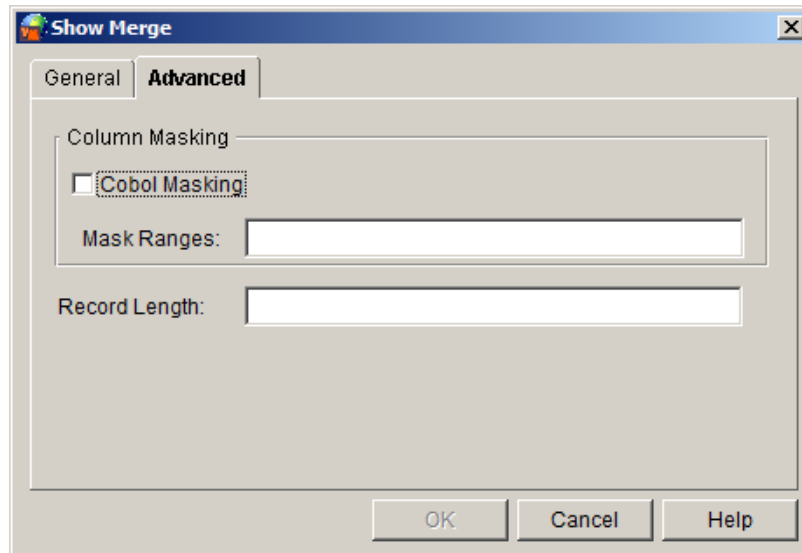 Show Merge
General Advanced
Column Masking
Cobol Masking
Mask Ranges:
Record Length:
OK Cancel Help